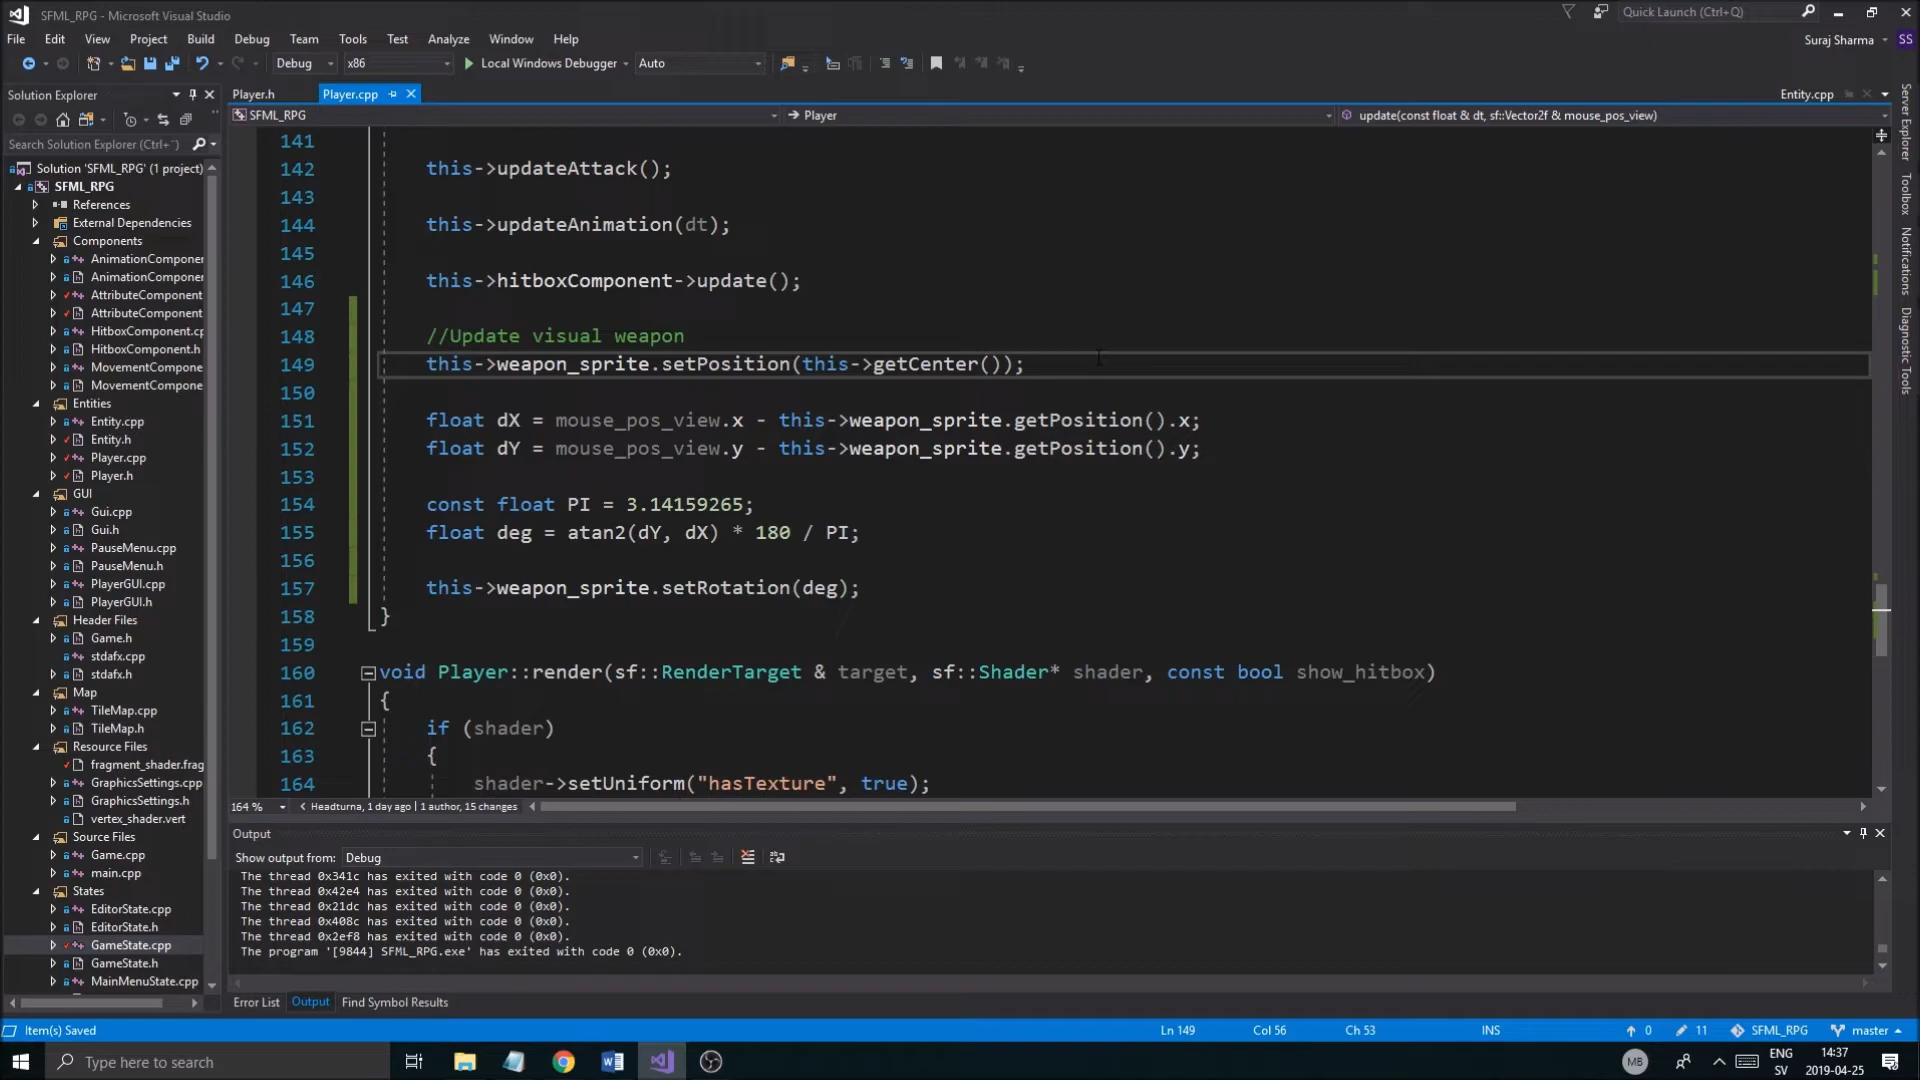 SFML_RPG - Microsoft Visual Studio
Quick Launch (Ctrl+Q)
File Edit View Project Build Debug Team Tools Test Analyze Window Help
Suraj Sharma
SS
Debug
x86
Local Windows Debugger
Auto
Solution Explorer
Player.h
Player.cpp
Entity.cpp
SFML_RPG
Player
update(const float & dt, sf::Vector2f & mouse_pos_view)
Search Solution Explorer (Ctrl+¨)
Solution 'SFML_RPG' (1 project)
SFML_RPG
References
External Dependencies
Components
AnimationComponer
AnimationComponer
AttributeComponent
AttributeComponent
HitboxComponent.cp
HitboxComponent.h
MovementCompone
MovementCompone
Entities
Entity.cpp
Entity.h
Player.cpp
Player.h
GUI
Gui.cpp
Gui.h
PauseMenu.cpp
PauseMenu.h
PlayerGUI.cpp
PlayerGUI.h
Header Files
Game.h
stdafx.cpp
stdafx.h
Map
TileMap.cpp
TileMap.h
Resource Files
fragment_shader.frag
GraphicsSettings.cpp
GraphicsSettings.h
vertex_shader.vert
Source Files
Game.cpp
main.cpp
States
EditorState.cpp
EditorState.h
GameState.cpp
GameState.h
MainMenuState.cpp
141
142 this->updateAttack();
143
144 this->updateAnimation(dt);
145
146 this->hitboxComponent->update();
147
148 //Update visual weapon
149 this->weapon_sprite.setPosition(this->getCenter());
150
151 float dX = mouse_pos_view.x - this->weapon_sprite.getPosition().x;
152 float dY = mouse_pos_view.y - this->weapon_sprite.getPosition().y;
153
154 const float PI = 3.14159265;
155 float deg = atan2(dY, dX) * 180 / PI;
156
157 this->weapon_sprite.setRotation(deg);
158 }
159
160 void Player::render(sf::RenderTarget & target, sf::Shader* shader, const bool show_hitbox)
161 {
162 if (shader)
163 {
164 shader->setUniform("hasTexture", true);
164 %
Headturna, 1 day ago | 1 author, 15 changes
Output
Show output from: Debug
The thread 0x341c has exited with code 0 (0x0).
The thread 0x42e4 has exited with code 0 (0x0).
The thread 0x21dc has exited with code 0 (0x0).
The thread 0x408c has exited with code 0 (0x0).
The thread 0x2ef8 has exited with code 0 (0x0).
The program '[9844] SFML_RPG.exe' has exited with code 0 (0x0).
Error List Output Find Symbol Results
Server Explorer
Toolbox
Notifications
Diagnostic Tools
Item(s) Saved
Ln 149
Col 56
Ch 53
INS
0
11
SFML_RPG
master
Type here to search
MB
ENG
SV
14:37
2019-04-25